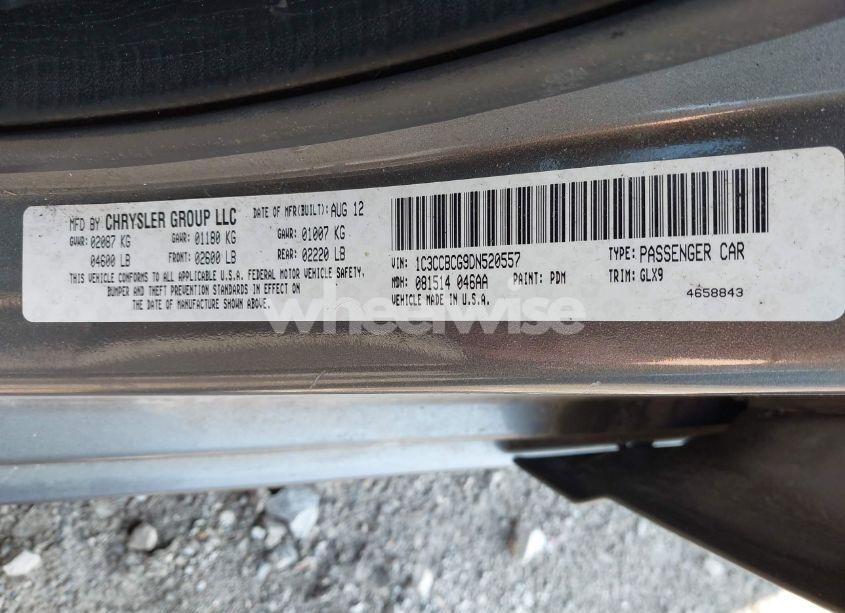 MFD BY CHRYSLER GROUP LLC DATE OF MFR(BUILT): AUG 12
GVWR: 02087 KG GAWR: 01180 KG GAWR: 01007 KG
04600 LB FRONT: 02600 LB REAR: 02220 LB
THIS VEHICLE CONFORMS TO ALL APPLICABLE U.S.A. FEDERAL MOTOR VEHICLE SAFETY,
BUMPER AND THEFT PREVENTION STANDARDS IN EFFECT ON
THE DATE OF MANUFACTURE SHOWN ABOVE.
VIN: 1C3CCBCG9DN520557 TYPE: PASSENGER CAR
MDH: 081514 046AA PAINT: PDM TRIM: GLX9
VEHICLE MADE IN U.S.A. 4658843
wheelwise